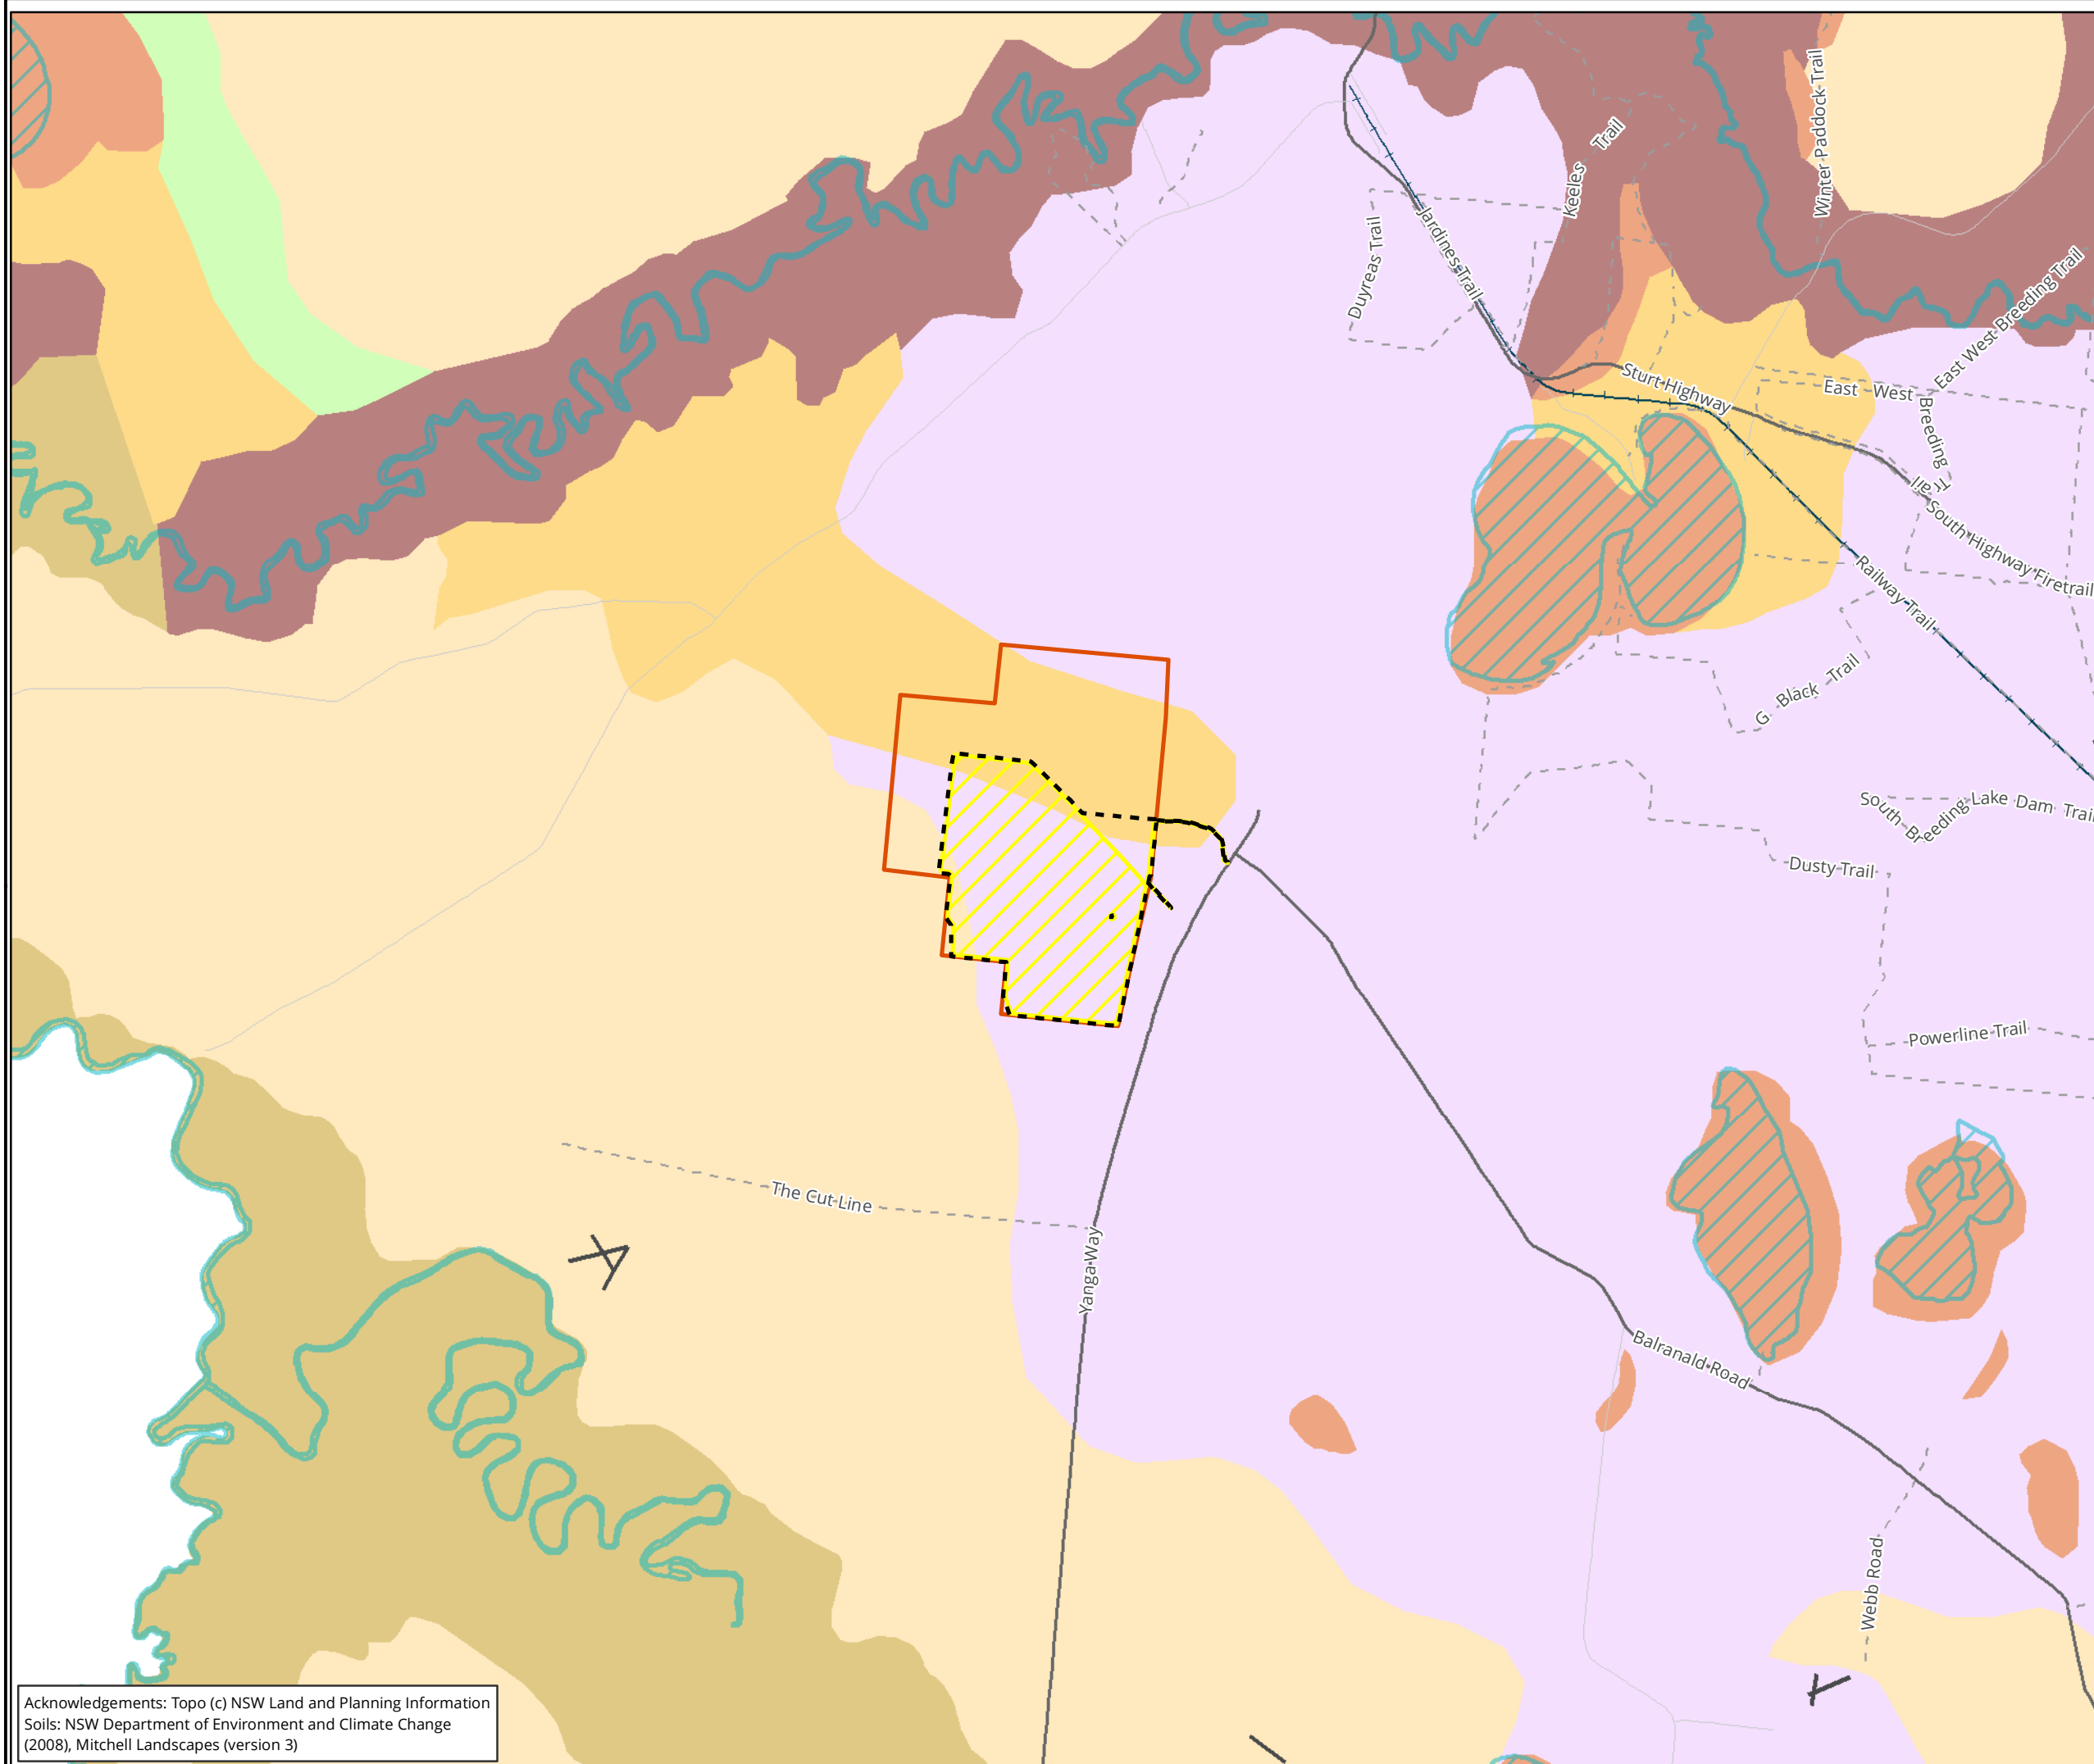 Winter Paddock Trail
Keeles Trail
Duyreas Trail
Jardines Trail
East West Breeding Trail
Sturt Highway
East West Breeding Trail
South Highway Firetrail
Railway Trail
G Black Trail
South Breeding Lake Dam Trail
Dusty Trail
Powerline Trail
The Cut Line
Yanga Way
Balranald Road
Webb Road
Acknowledgements: Topo (c) NSW Land and Planning Information
Soils: NSW Department of Environment and Climate Change
(2008), Mitchell Landscapes (version 3)